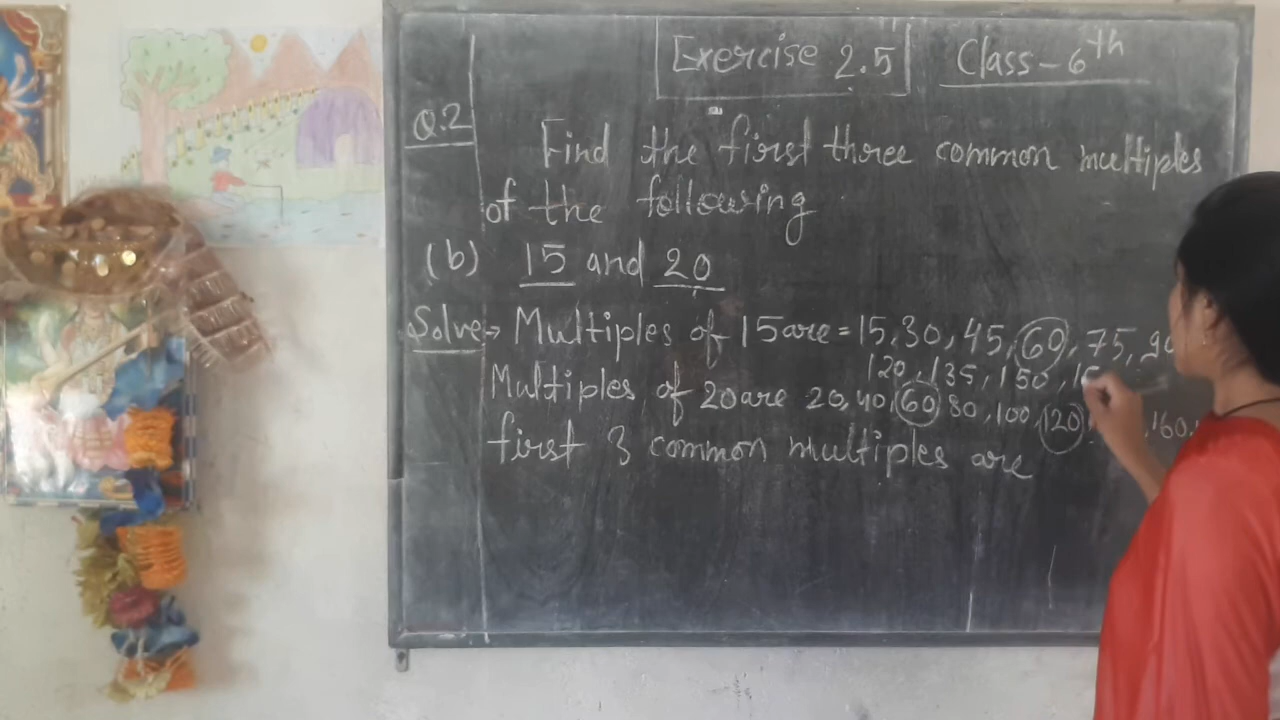 Exercise 2.5 Class-6th
Q.2 Find the first three common multiples
of the following
(b) 15 and 20
Solve→ Multiples of 15 are = 15, 30, 45, 60, 75, 90
120, 135, 150,
Multiples of 20 are 20, 40, 60, 80, 100, 120, 160,
first 3 common multiples are